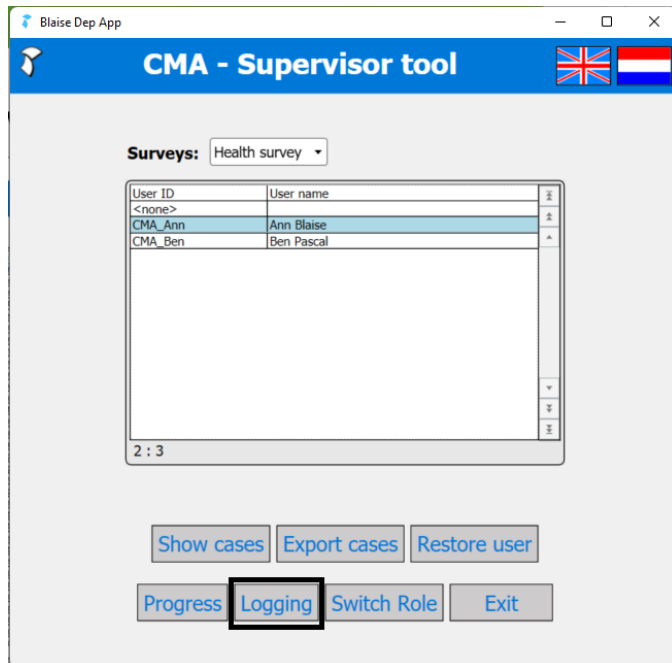 Blaise Dep App
CMA - Supervisor tool
Surveys: Health survey
User ID User name
<none>
CMA_Ann Ann Blaise
CMA_Ben Ben Pascal
2 : 3
Show cases Export cases Restore user
Progress Logging Switch Role Exit